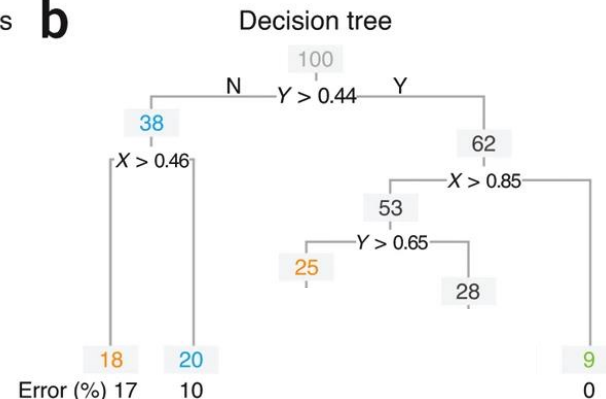 s b Decision tree
100
N Y > 0.44 Y
38
62
X > 0.46
X > 0.85
53
Y > 0.65
25
28
18 20 9
Error (%) 17 10 0